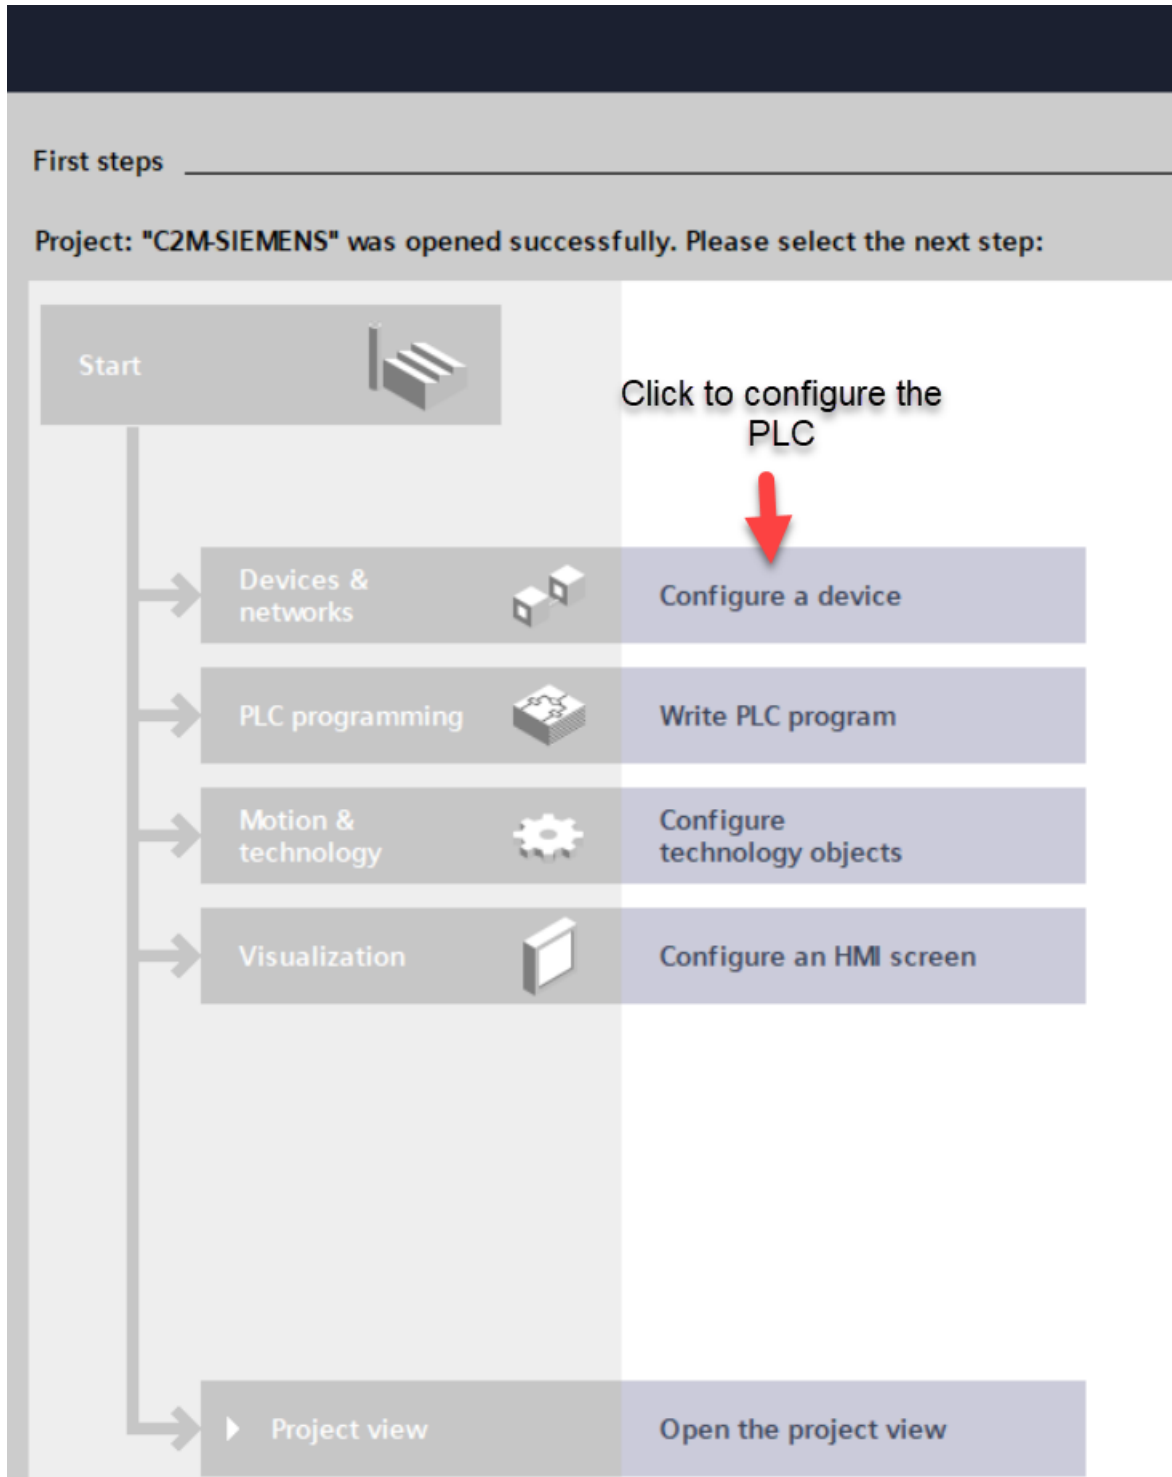 First steps
Project: "C2M-SIEMENS" was opened successfully. Please select the next step:
Start
Click to configure the
PLC
Devices &
networks
Configure a device
PLC programming
Write PLC program
Motion &
technology
Configure
technology objects
Visualization
Configure an HMI screen
Project view
Open the project view